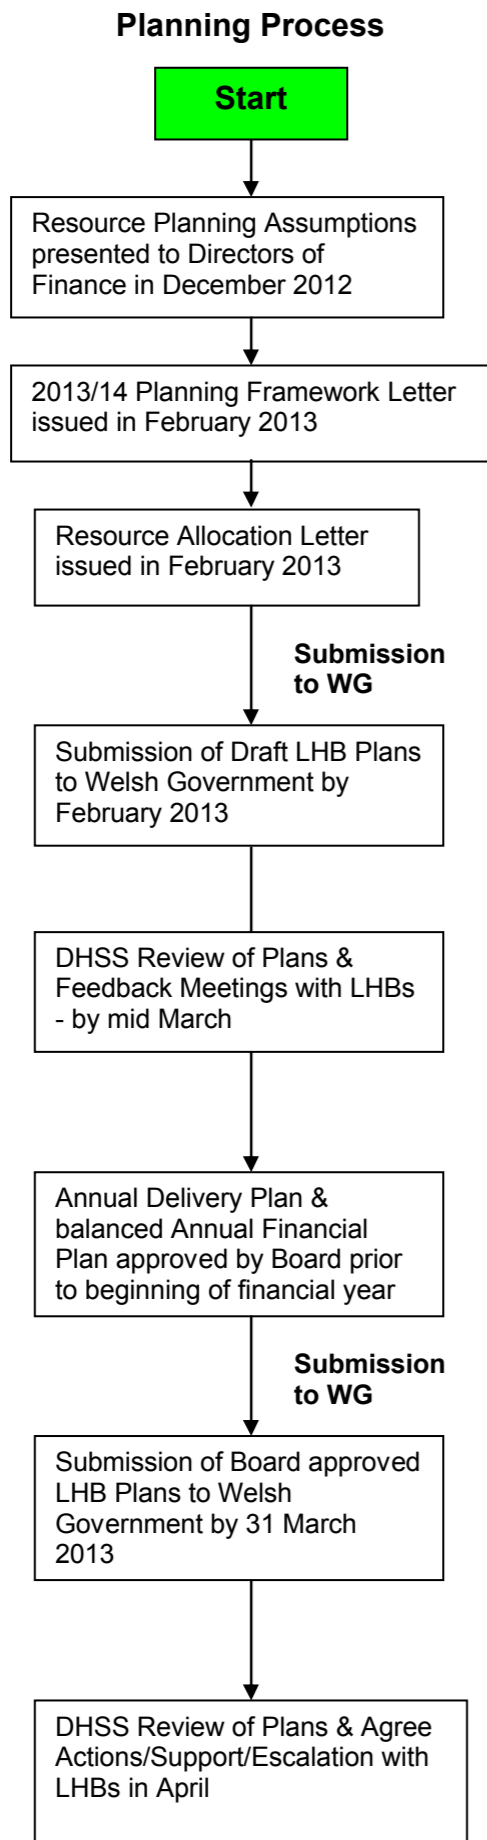 Planning Process
Start
Resource Planning Assumptions
presented to Directors of
Finance in December 2012
2013/14 Planning Framework Letter
issued in February 2013
Resource Allocation Letter
issued in February 2013
Submission
to WG
Submission of Draft LHB Plans
to Welsh Government by
February 2013
DHSS Review of Plans &
Feedback Meetings with LHBs
- by mid March
Annual Delivery Plan &
balanced Annual Financial
Plan approved by Board prior
to beginning of financial year
Submission
to WG
Submission of Board approved
LHB Plans to Welsh
Government by 31 March
2013
DHSS Review of Plans & Agree
Actions/Support/Escalation with
LHBs in April